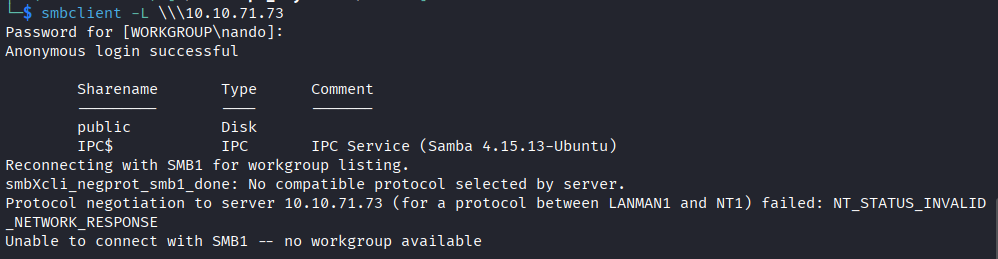 └─$ smbclient -L \\\10.10.71.73
Password for [WORKGROUP\nando]:
Anonymous login successful
Sharename       Type      Comment
---------       ----      -------
public          Disk
IPC$            IPC       IPC Service (Samba 4.15.13-Ubuntu)
Reconnecting with SMB1 for workgroup listing.
smbXcli_negprot_smb1_done: No compatible protocol selected by server.
Protocol negotiation to server 10.10.71.73 (for a protocol between LANMAN1 and NT1) failed: NT_STATUS_INVALID
_NETWORK_RESPONSE
Unable to connect with SMB1 -- no workgroup available